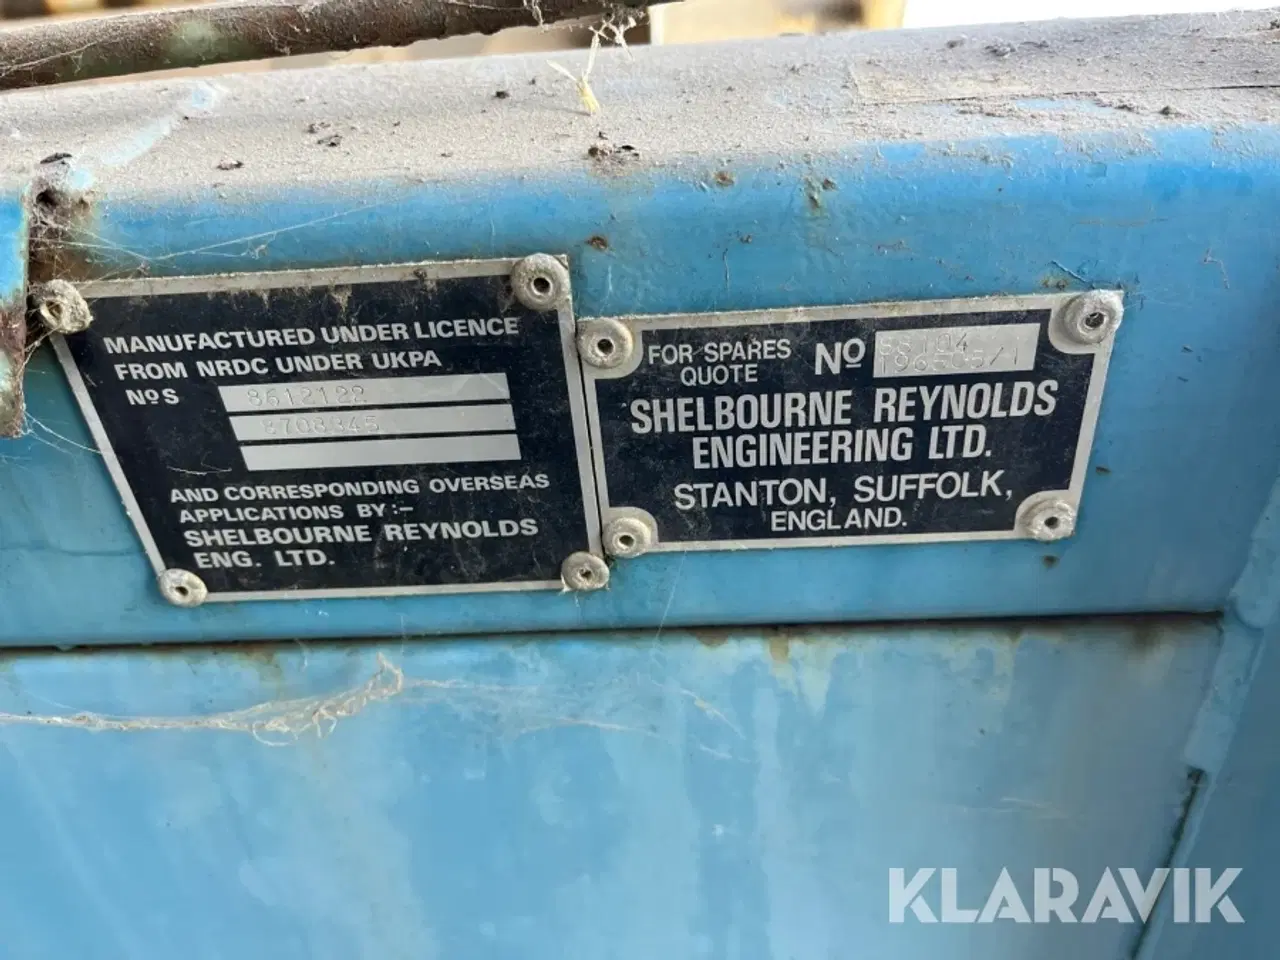 MANUFACTURED UNDER LICENCE
FROM NRDC UNDER UKPA
NºS 8612122
8708345
AND CORRESPONDING OVERSEAS
APPLICATIONS BY :-
SHELBOURNE REYNOLDS
ENG. LTD.
FOR SPARES
QUOTE
Nº
SHELBOURNE REYNOLDS
ENGINEERING LTD.
STANTON, SUFFOLK,
ENGLAND.
KLARAVIK